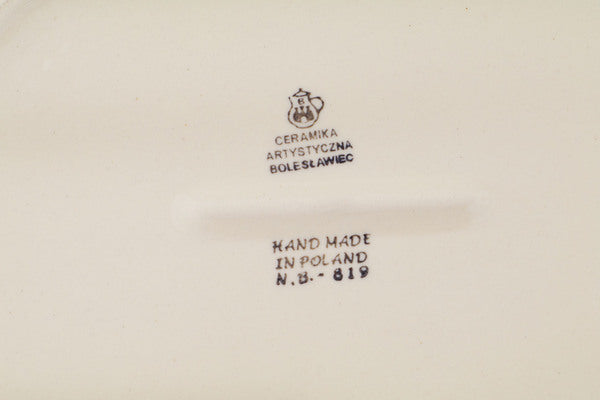 B
CERAMIKA
ARTYSTYCZNA
BOLESŁAWIEC
HAND MADE
IN POLAND
N.B. - 819